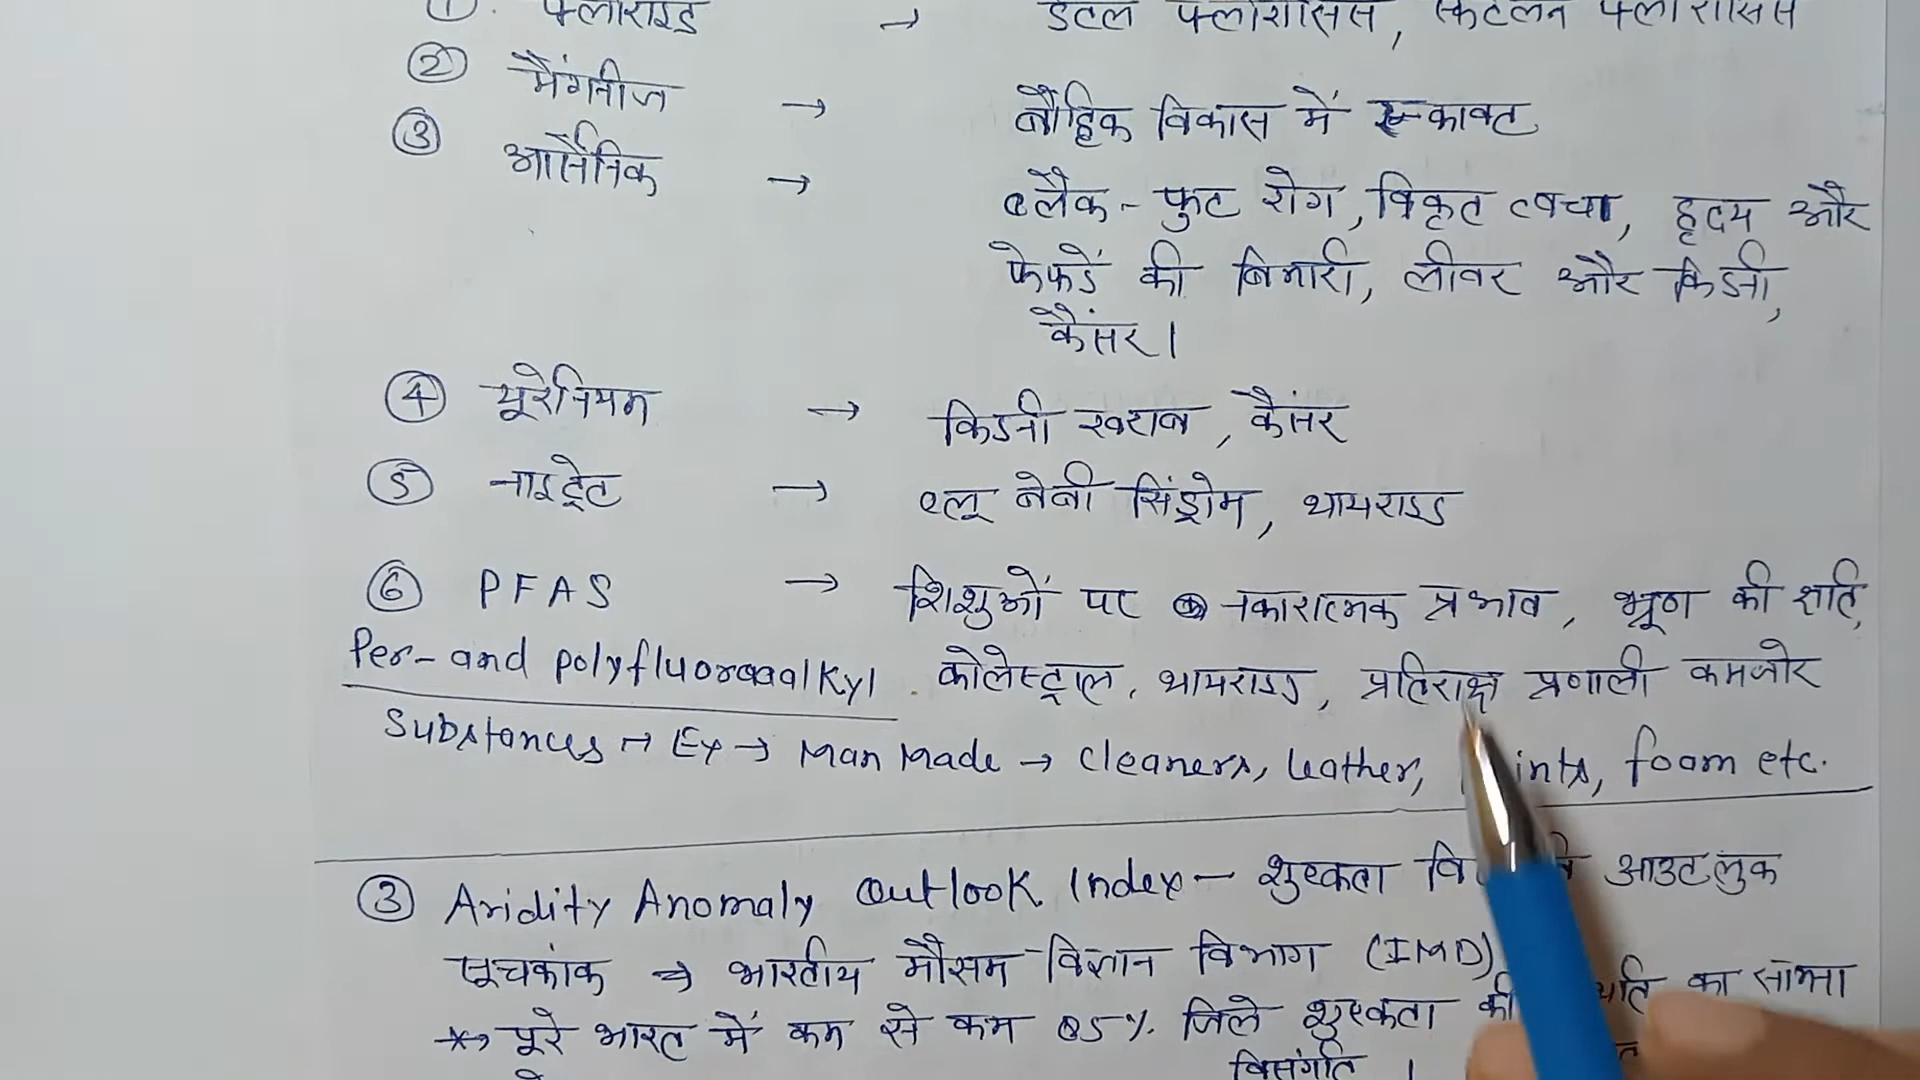 ① फ्लोराइड → डेंटल फ्लोरोसिस, स्केटलन फ्लोरोसिस
② मैंगनीज → बौद्धिक विकास में रुकावट
③ आर्सेनिक → ब्लैक-फुट रोग, विकृत त्वचा, हृदय और
फेफडें की बिमारी, लीवर और किडनी,
कैंसर।
④ यूरेनियम → किडनी खराब, कैंसर
⑤ नाइट्रेट → ब्लू बेबी सिंड्रोम, थायराइड
⑥ PFAS → शिशुओं पर नकारात्मक प्रभाव, भ्रूण की क्षति,
Per- and polyfluoroaalkyl कोलेस्ट्राल, थायराइड, प्रतिरक्षा प्रणाली कमजोर
Substances → Ex → Man Made → Cleaners, leather, foam etc.
③ Aridity Anomaly Outlook Index – शुष्कता आउटलुक
सूचकांक → भारतीय मौसम विज्ञान विभाग (IMD)
*→ पूरे भारत में कम से कम 85% जिले शुष्कता की का सामना
विसंगति ।